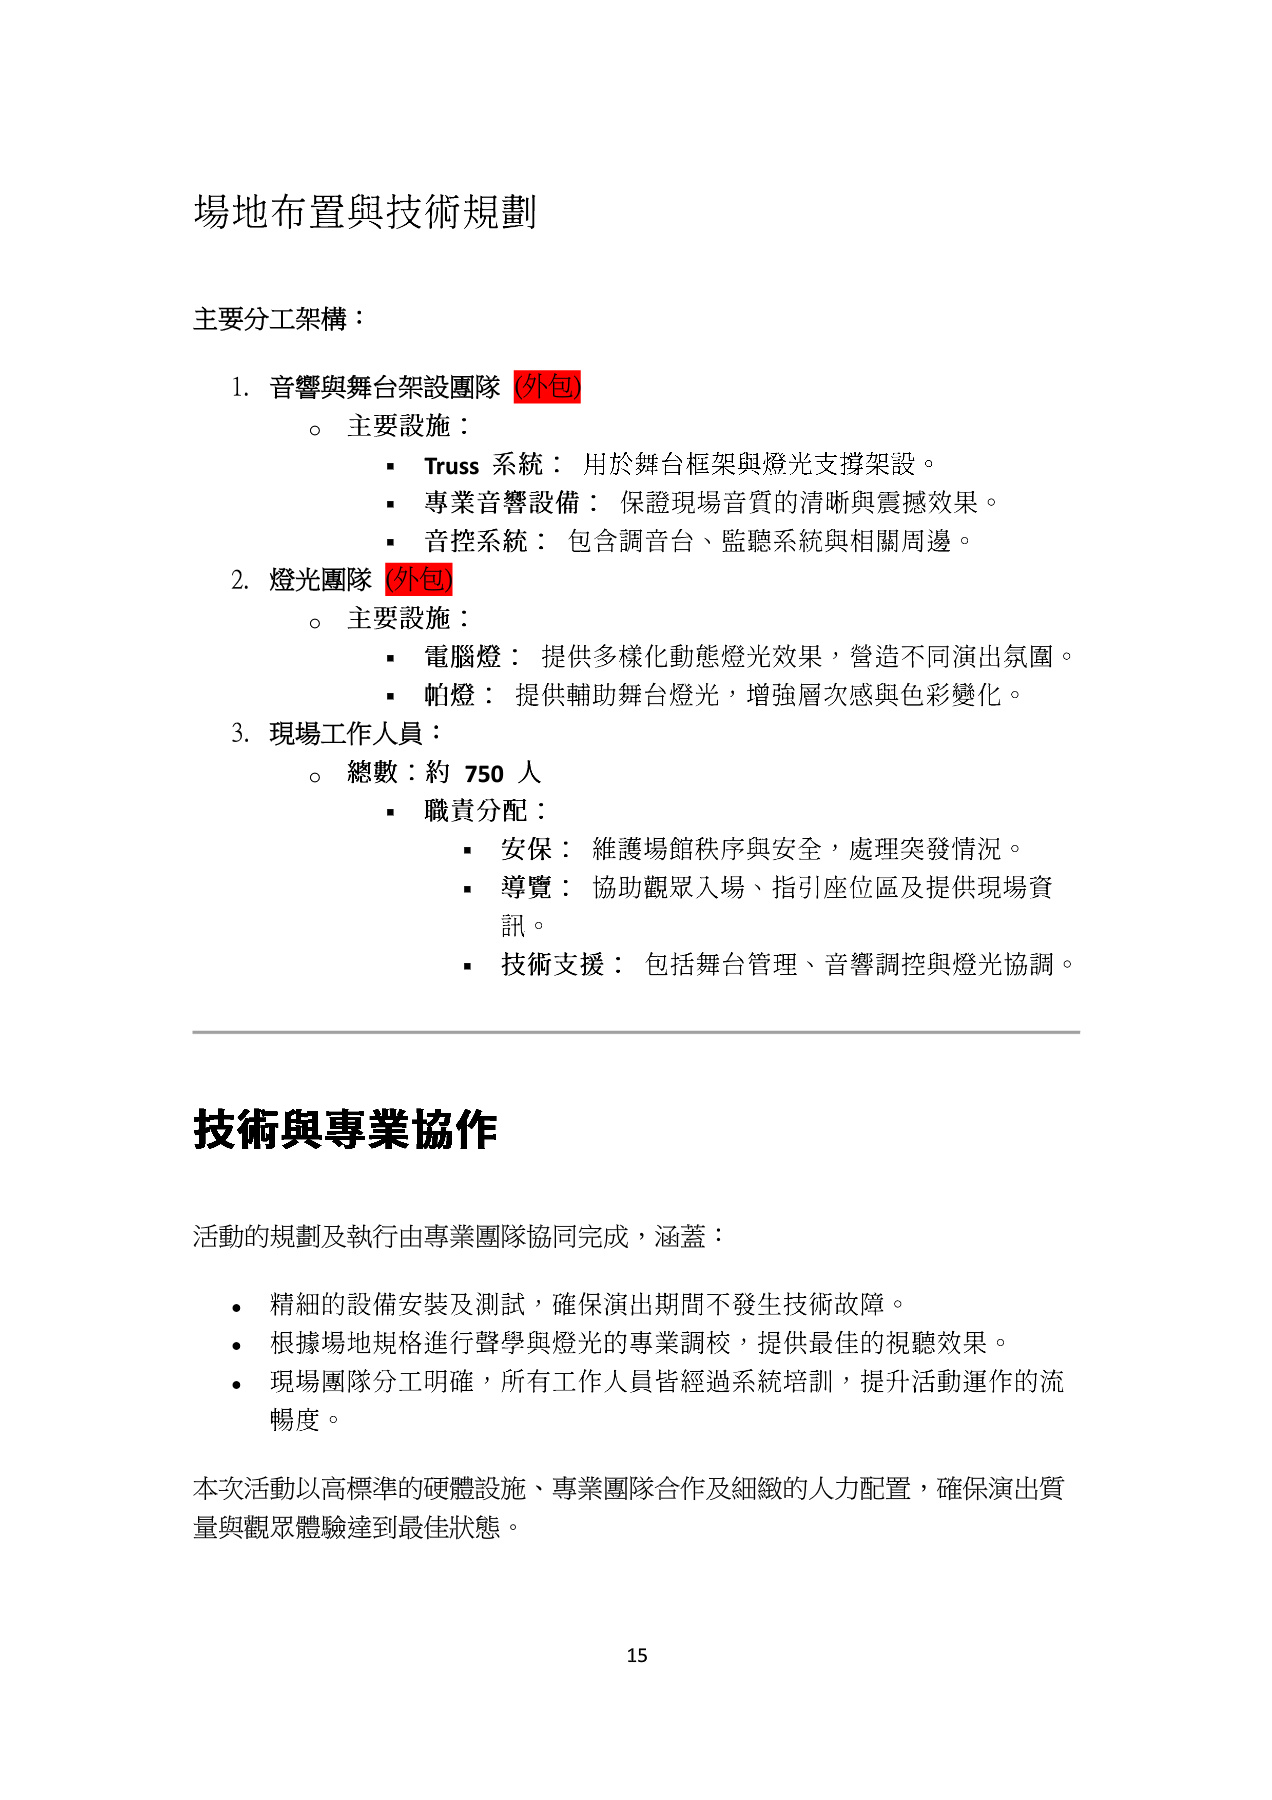 場地布置與技術規劃
主要分工架構：
1. 音響與舞台架設團隊 (外包)
○ 主要設施：
▪ Truss 系統： 用於舞台框架與燈光支撐架設。
▪ 專業音響設備： 保證現場音質的清晰與震撼效果。
▪ 音控系統： 包含調音台、監聽系統與相關周邊。
2. 燈光團隊 (外包)
○ 主要設施：
▪ 電腦燈： 提供多樣化動態燈光效果，營造不同演出氛圍。
▪ 帕燈： 提供輔助舞台燈光，增強層次感與色彩變化。
3. 現場工作人員：
○ 總數：約 750 人
▪ 職責分配：
▪ 安保： 維護場館秩序與安全，處理突發情況。
▪ 導覽： 協助觀眾入場、指引座位區及提供現場資
訊。
▪ 技術支援： 包括舞台管理、音響調控與燈光協調。
技術與專業協作
活動的規劃及執行由專業團隊協同完成，涵蓋：
● 精細的設備安裝及測試，確保演出期間不發生技術故障。
● 根據場地規格進行聲學與燈光的專業調校，提供最佳的視聽效果。
● 現場團隊分工明確，所有工作人員皆經過系統培訓，提升活動運作的流
暢度。
本次活動以高標準的硬體設施、專業團隊合作及細緻的人力配置，確保演出質
量與觀眾體驗達到最佳狀態。
15